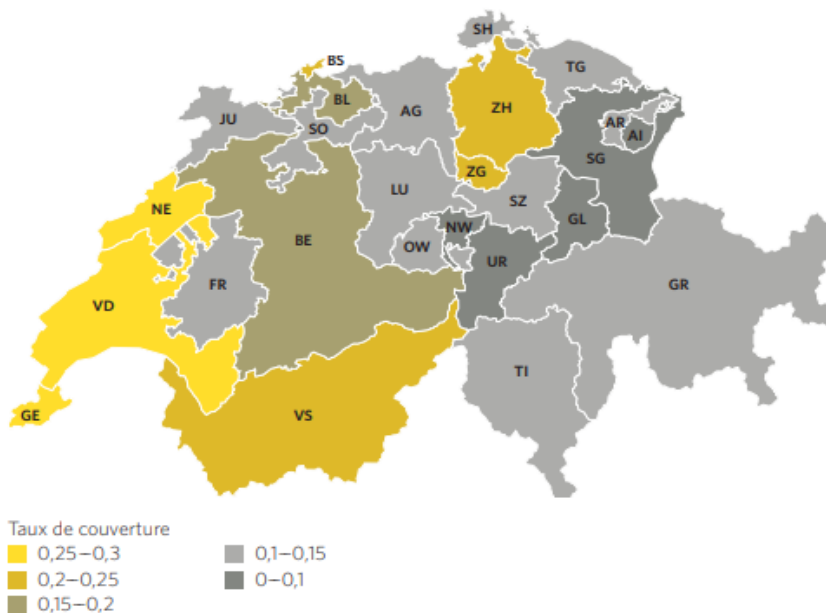 SH
BS
TG
BL
AG
ZH
JU
SO
AR
AI
SG
ZG
LU
SZ
NE
GL
NW
BE
OW
UR
FR
GR
VD
TI
GE
VS
Taux de couverture
0,25–0,3
0,2–0,25
0,15–0,2
0,1–0,15
0–0,1